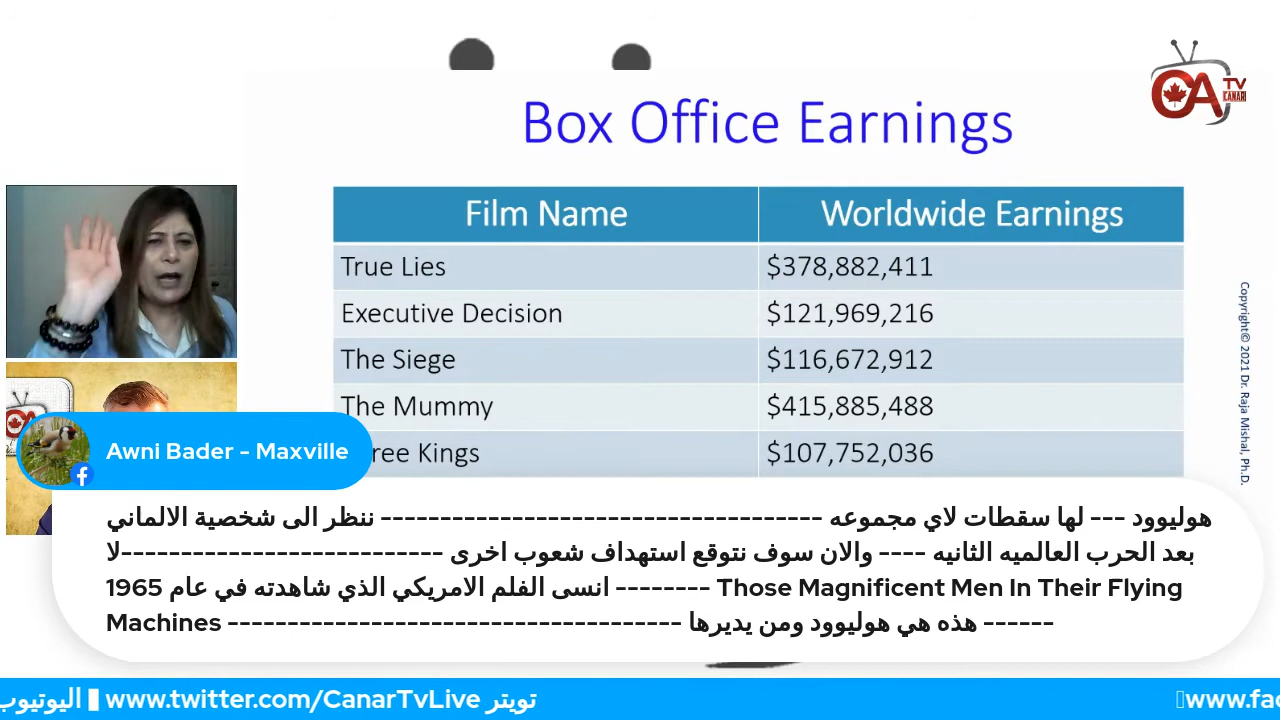 CA TV
CANAR
Box Office Earnings
Film Name Worldwide Earnings
True Lies $378,882,411
Executive Decision $121,969,216
The Siege $116,672,912
The Mummy $415,885,488
ree Kings $107,752,036
Copyright© 2021 Dr. Raja Mishal, Ph.D.
Awni Bader - Maxville
هوليوود --- لها سقطات لاي مجموعه ------------------------------------- ننظر الى شخصية الالماني
بعد الحرب العالميه الثانيه ---- والان سوف نتوقع استهداف شعوب اخرى ---------------------------لا
انسى الفلم الامريكي الذي شاهدته في عام 1965 -------- Those Magnificent Men In Their Flying
Machines -------------------------------------- هذه هي هوليوود ومن يديرها ------
اليوتيوب www.twitter.com/CanarTvLive تويتر www.fac